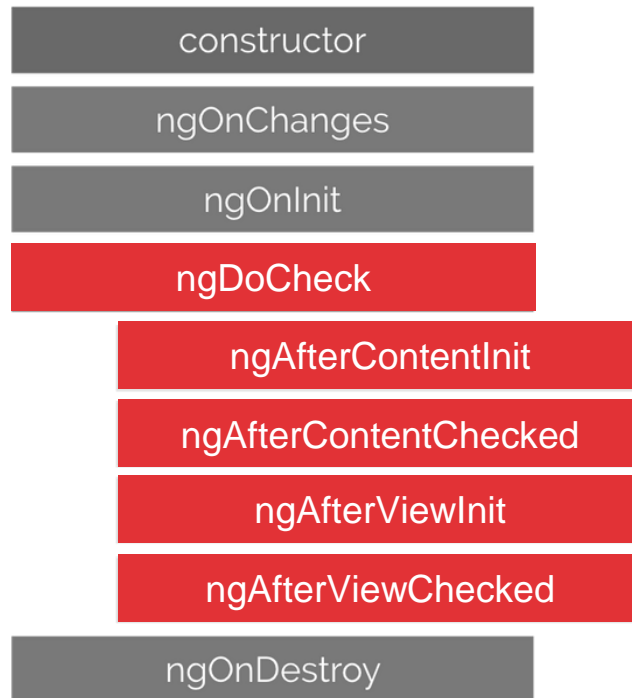 constructor
ngOnChanges
ngOnInit
ngDoCheck
ngAfterContentInit
ngAfterContentChecked
ngAfterViewInit
ngAfterViewChecked
ngOnDestroy